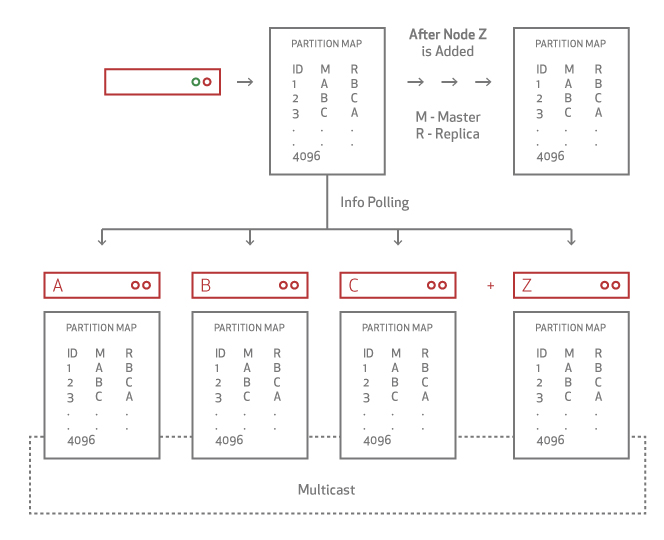 PARTITION MAP
ID M R
1 A B
2 B C
3 C A
. . .
. . .
4096
After Node Z
is Added
M - Master
R - Replica
PARTITION MAP
ID M R
1 A B
2 B C
3 C A
. . .
. . .
4096
Info Polling
A
B
C
+
Z
PARTITION MAP
ID M R
1 A B
2 B C
3 C A
. . .
. . .
4096
PARTITION MAP
ID M R
1 A B
2 B C
3 C A
. . .
. . .
4096
PARTITION MAP
ID M R
1 A B
2 B C
3 C A
. . .
. . .
4096
PARTITION MAP
ID M R
1 A B
2 B C
3 C A
. . .
. . .
4096
Multicast